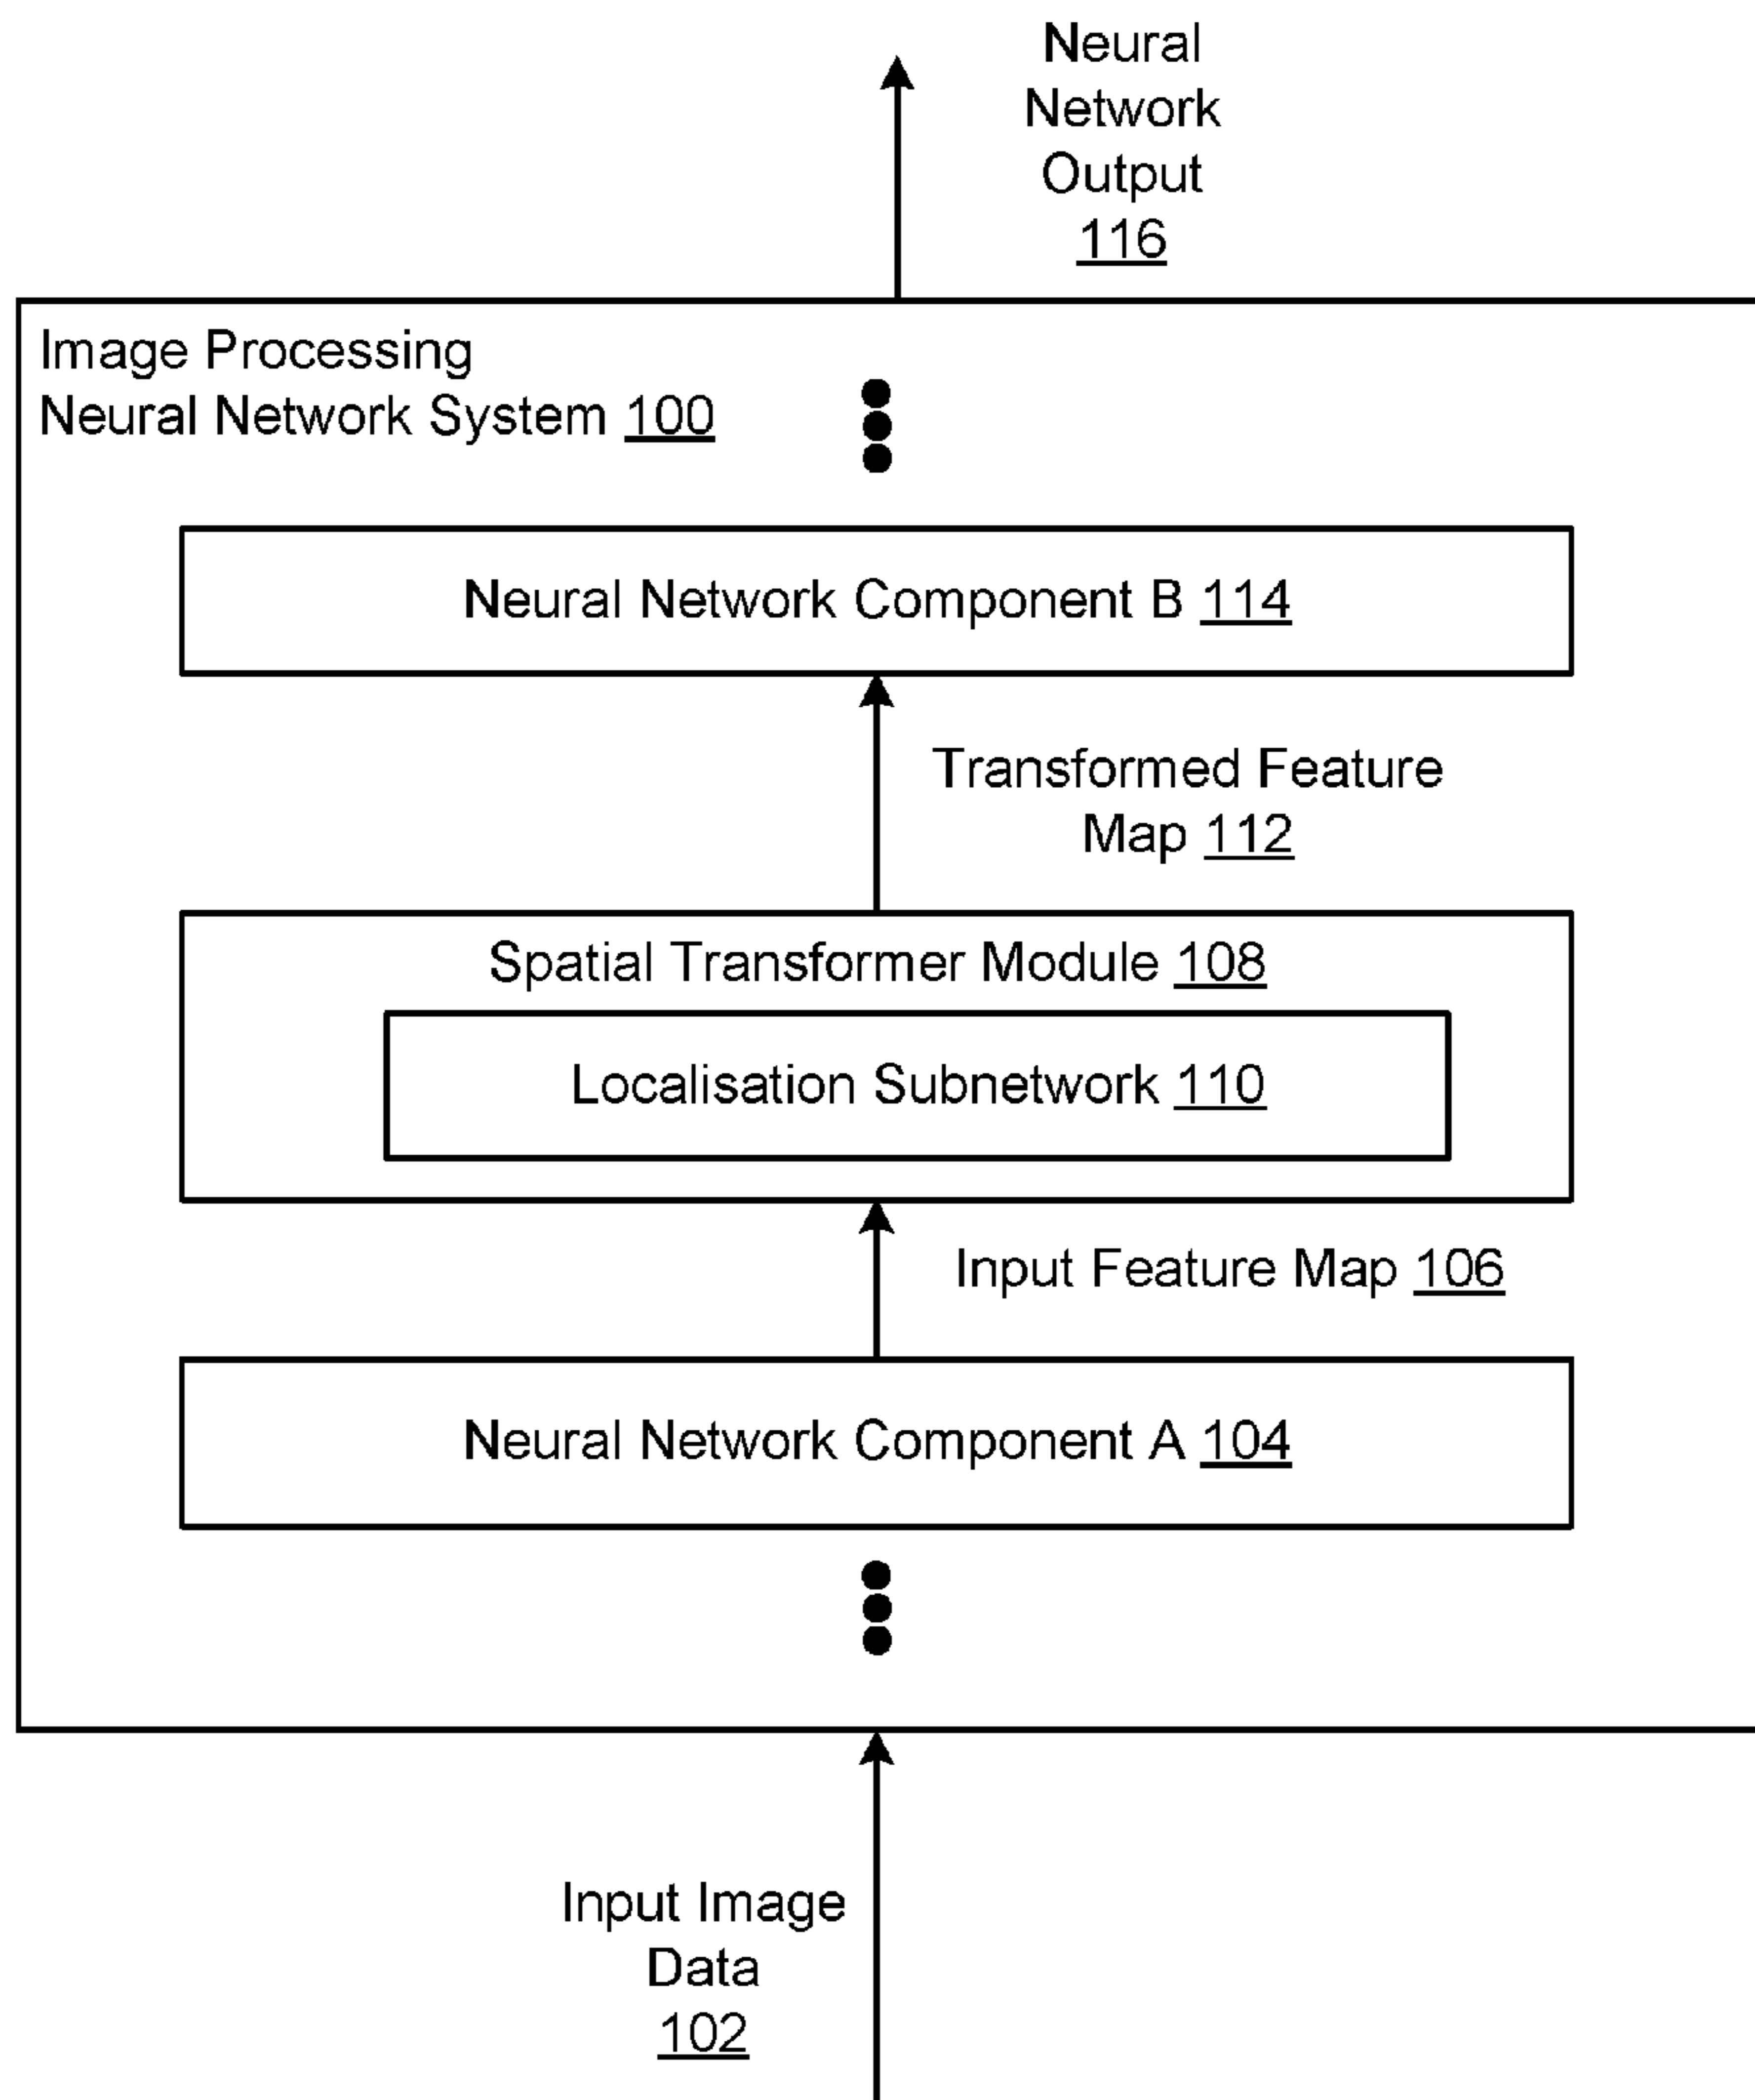 Neural
Network
Output
116
Image Processing
Neural Network System 100
Neural Network Component B 114
Transformed Feature
Map 112
Spatial Transformer Module 108
Localisation Subnetwork 110
Input Feature Map 106
Neural Network Component A 104
Input Image
Data
102